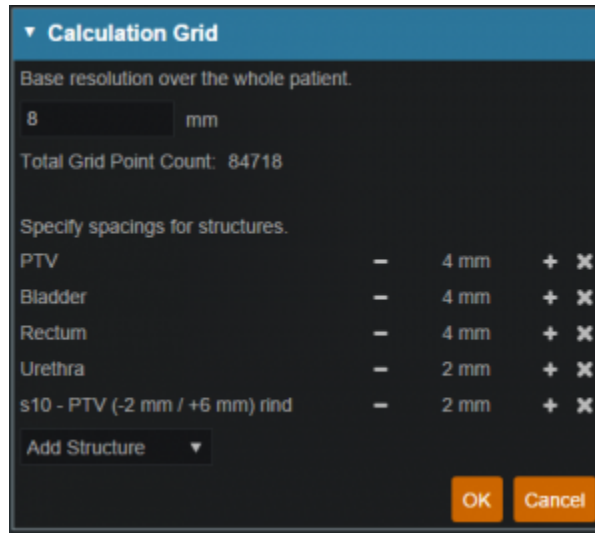 Calculation Grid
Base resolution over the whole patient.
8 mm
Total Grid Point Count: 84718
Specify spacings for structures.
PTV − 4 mm + ×
Bladder − 4 mm + ×
Rectum − 4 mm + ×
Urethra − 2 mm + ×
s10 - PTV (-2 mm / +6 mm) rind − 2 mm + ×
Add Structure
OK Cancel